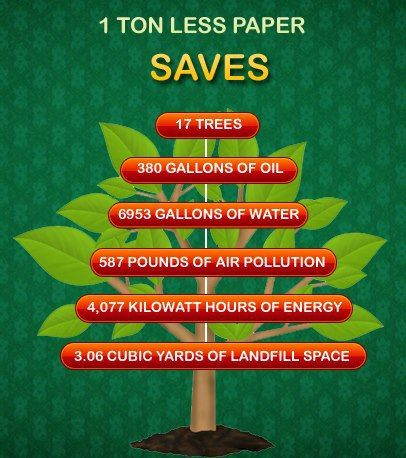 1 TON LESS PAPER
SAVES
17 TREES
380 GALLONS OF OIL
6953 GALLONS OF WATER
587 POUNDS OF AIR POLLUTION
4,077 KILOWATT HOURS OF ENERGY
3.06 CUBIC YARDS OF LANDFILL SPACE